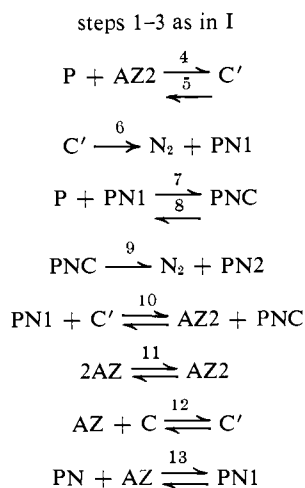 steps 1–3 as in I
P + AZ2 4 ⇄ 5 C′
C′ 6 → N₂ + PN1
P + PN1 7 ⇄ 8 PNC
PNC 9 → N₂ + PN2
PN1 + C′ 10 ⇌ AZ2 + PNC
2AZ 11 ⇌ AZ2
AZ + C 12 ⇌ C′
PN + AZ 13 ⇌ PN1